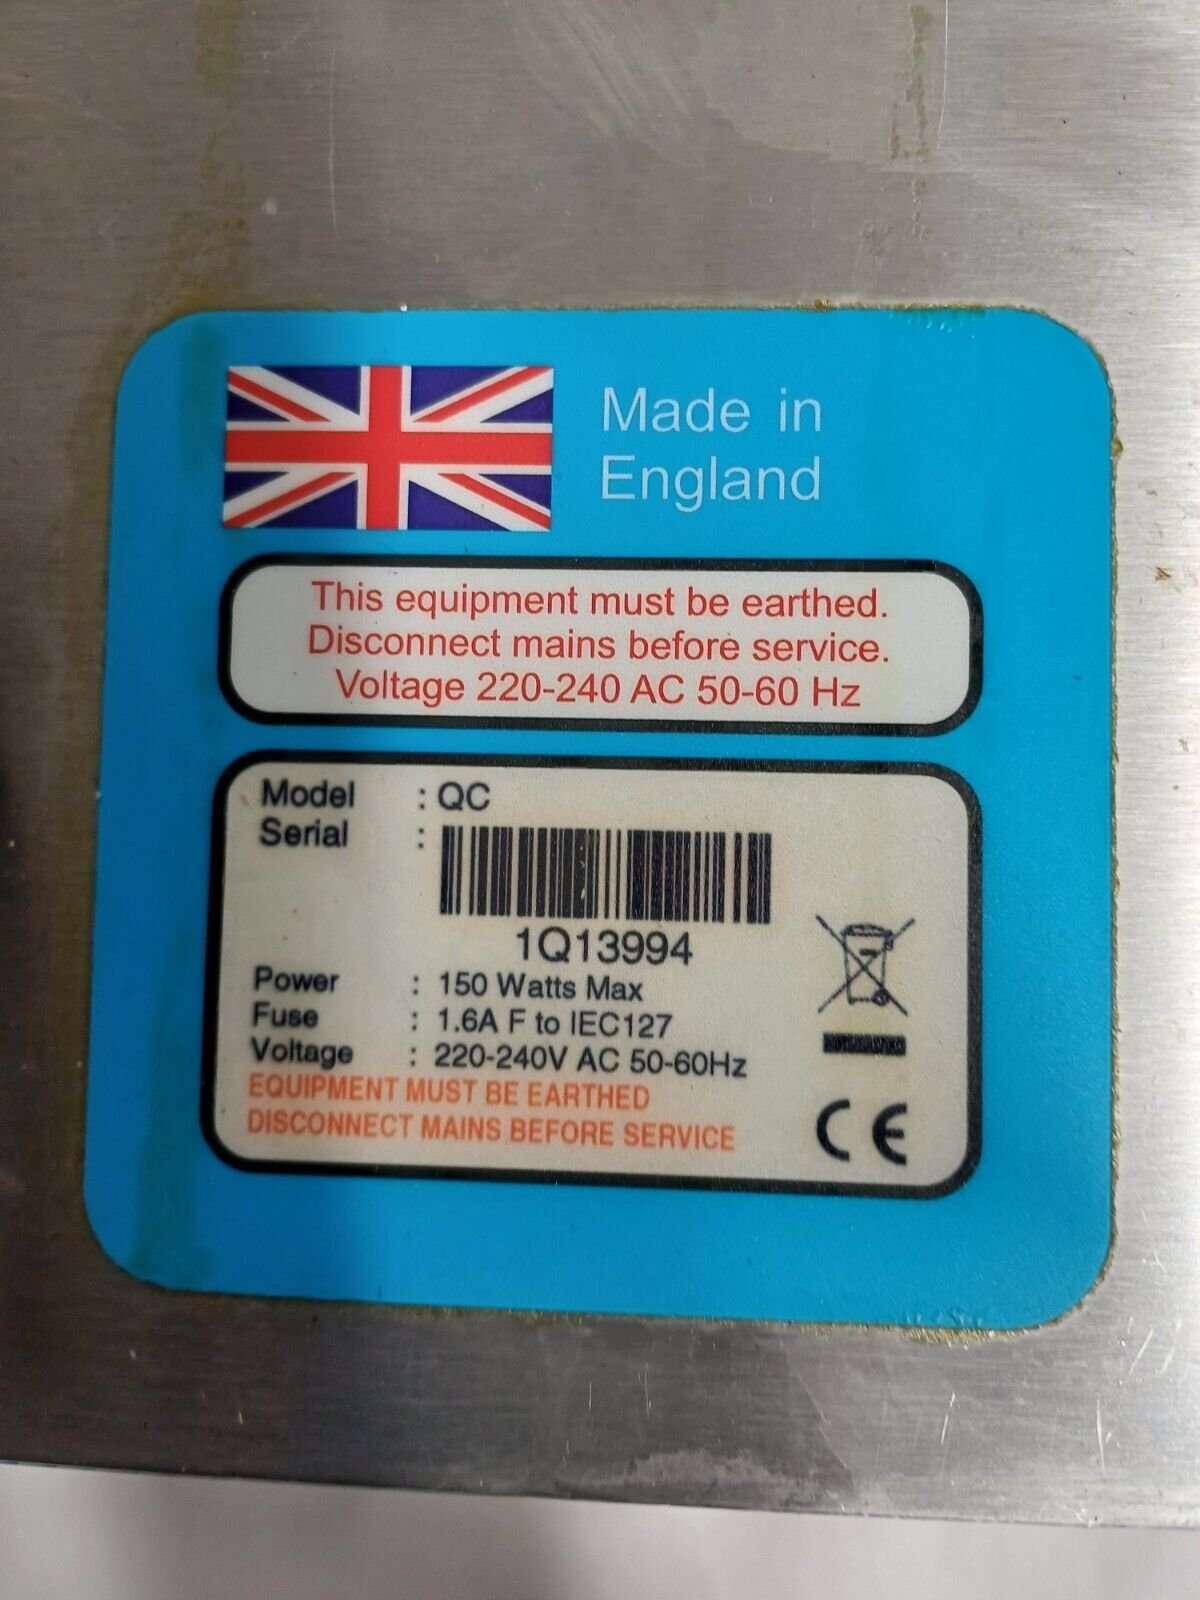 Made in
England
This equipment must be earthed.
Disconnect mains before service.
Voltage 220-240 AC 50-60 Hz
Model : QC
Serial :
1Q13994
Power : 150 Watts Max
Fuse : 1.6A F to IEC127
Voltage : 220-240V AC 50-60Hz
EQUIPMENT MUST BE EARTHED
DISCONNECT MAINS BEFORE SERVICE
CE